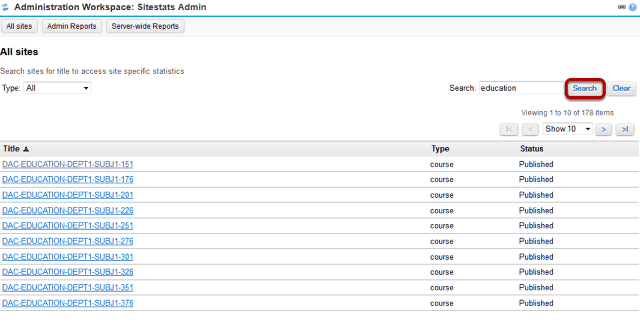 Administration Workspace: Sitestats Admin
All sites Admin Reports Server-wide Reports
All sites
Search sites for title to access site specific statistics
Type: All Search: education Search Clear
Viewing 1 to 10 of 178 items
|< < Show 10 > >|
Title Type Status
DAC-EDUCATION-DEPT1-SUBJ1-151 course Published
DAC-EDUCATION-DEPT1-SUBJ1-176 course Published
DAC-EDUCATION-DEPT1-SUBJ1-201 course Published
DAC-EDUCATION-DEPT1-SUBJ1-226 course Published
DAC-EDUCATION-DEPT1-SUBJ1-251 course Published
DAC-EDUCATION-DEPT1-SUBJ1-276 course Published
DAC-EDUCATION-DEPT1-SUBJ1-301 course Published
DAC-EDUCATION-DEPT1-SUBJ1-326 course Published
DAC-EDUCATION-DEPT1-SUBJ1-351 course Published
DAC-EDUCATION-DEPT1-SUBJ1-376 course Published